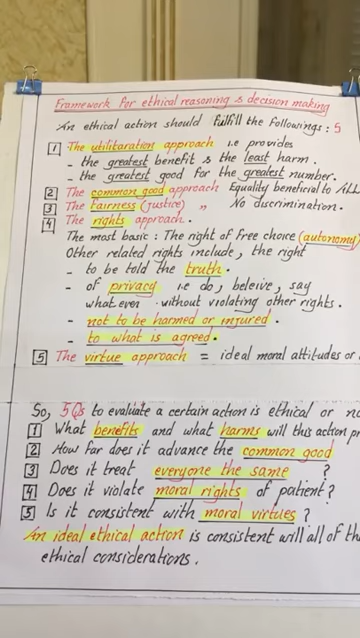 Framework for ethical reasoning & decision making
An ethical action should fulfill the followings : 5
1 The utilitaration approach i.e provides
- the greatest benefit & the least harm.
- the greatest good for the greatest number.
2 The common good approach Equality beneficial to ALL
3 The fairness (justice) ,, No discrimination.
4 The rights approach.
The most basic : The right of free choice (autonomy)
Other related rights include, the right
- to be told the truth.
- of privacy i.e do, beleive, say
what ever. without violating other rights.
- not to be harmed or injured.
- to what is agreed.
5 The virtue approach = ideal moral attitudes or
So, 5 Qs to evaluate a certain action is ethical or no
1 What benefits and what harms will this action pr
2 How far does it advance the common good
3 Does it treat everyone the same ?
4 Does it violate moral rights of patient?
5 Is it consistent with moral virtues?
An ideal ethical action is consistent will all of th
ethical considerations.